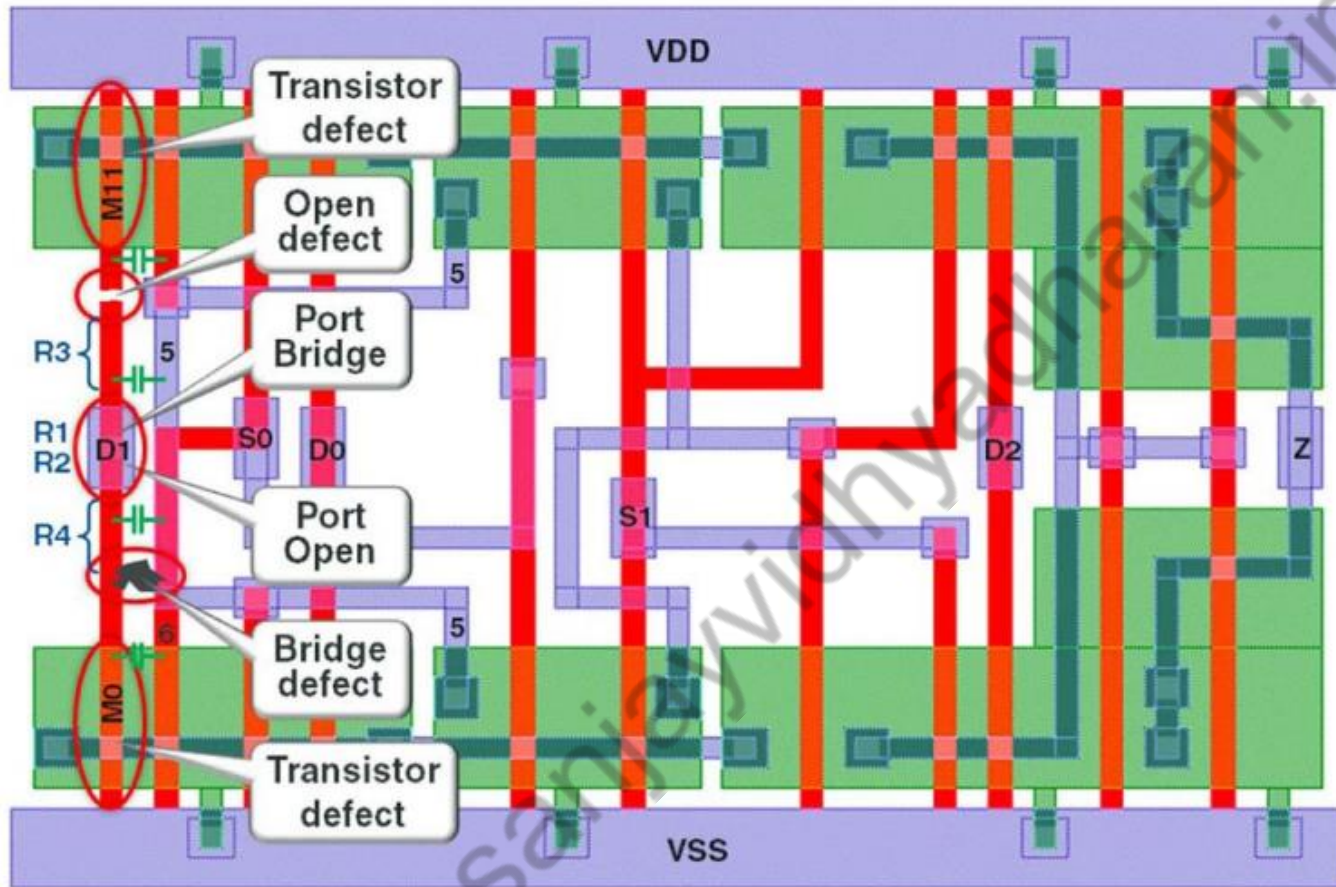 VDD
Transistor
defect
M11
Open
defect
5
Port
Bridge
R3
5
R1
R2
D1
S0
D0
D2
Z
R4
Port
Open
S1
6
5
Bridge
defect
M0
Transistor
defect
VSS
sanjayvidhyadharan.in